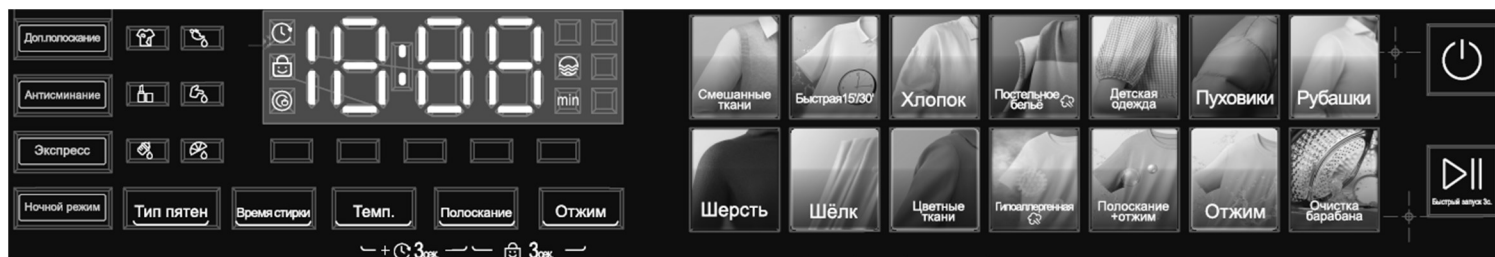 Доп.полоскание
Антисминание
Экспресс
Ночной режим
18:88
min
Тип пятен
Время стирки
Темп.
Полоскание
Отжим
+ 3сек.
3сек.
Смешанные
ткани
Быстрая15'/30'
Хлопок
Постельное
бельё
Детская
одежда
Пуховики
Рубашки
Шерсть
Шёлк
Цветные
ткани
Гипоаллергенная
Полоскание
+отжим
Отжим
Очистка
барабана
Быстрый запуск 3с.